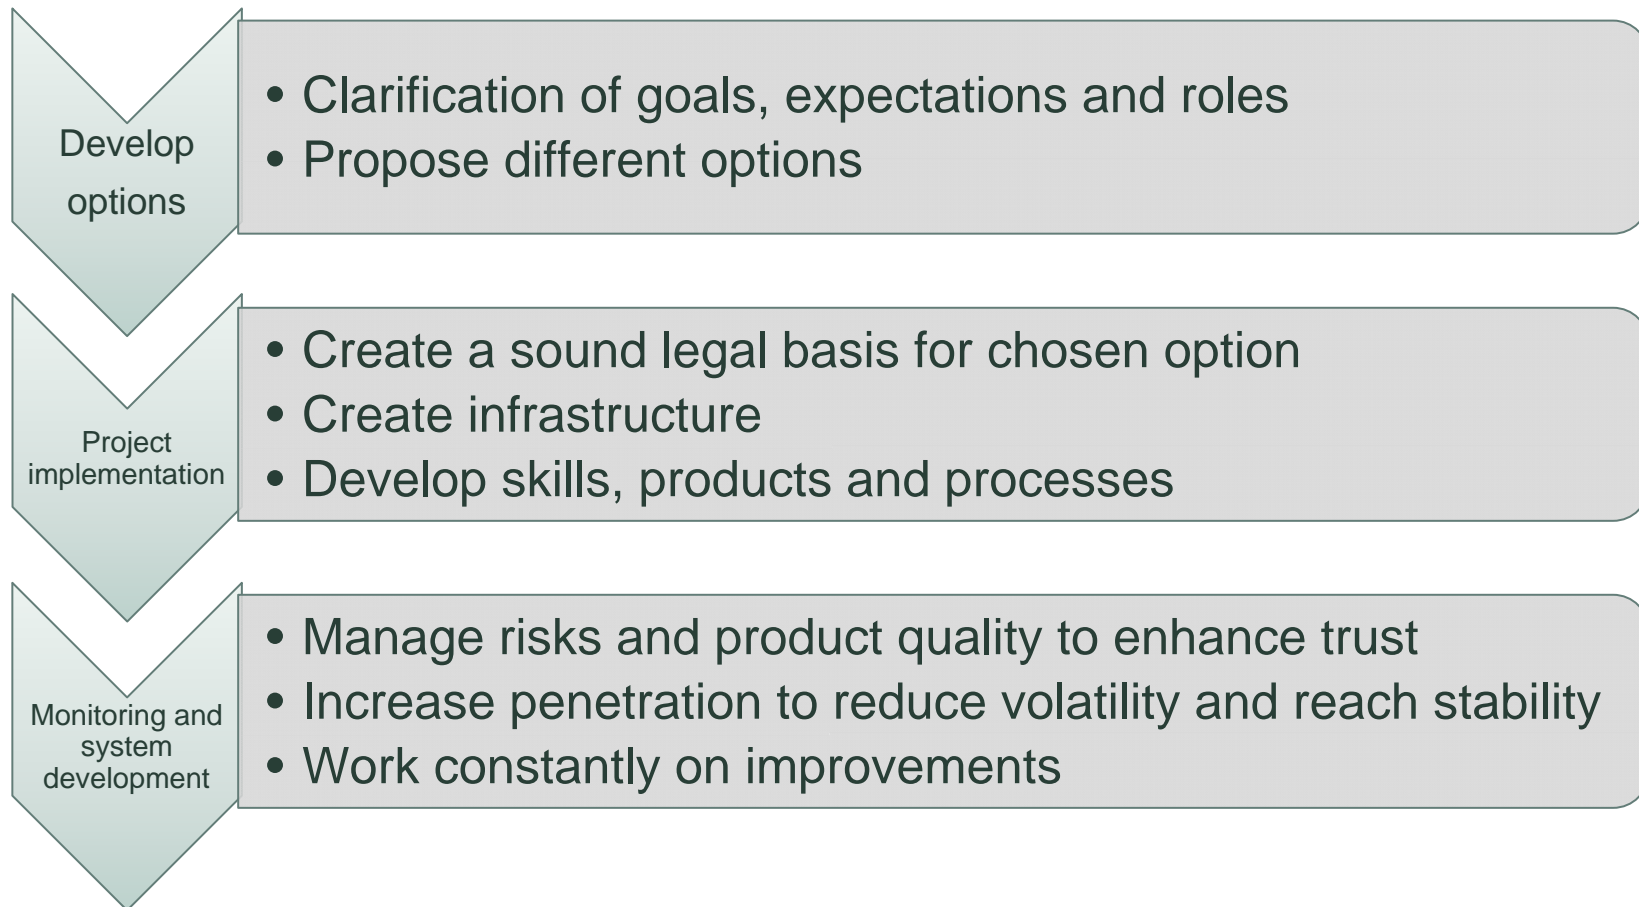 Develop
options
• Clarification of goals, expectations and roles
• Propose different options
Project
implementation
• Create a sound legal basis for chosen option
• Create infrastructure
• Develop skills, products and processes
Monitoring and
system
development
• Manage risks and product quality to enhance trust
• Increase penetration to reduce volatility and reach stability
• Work constantly on improvements